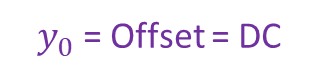 y₀ = Offset = DC